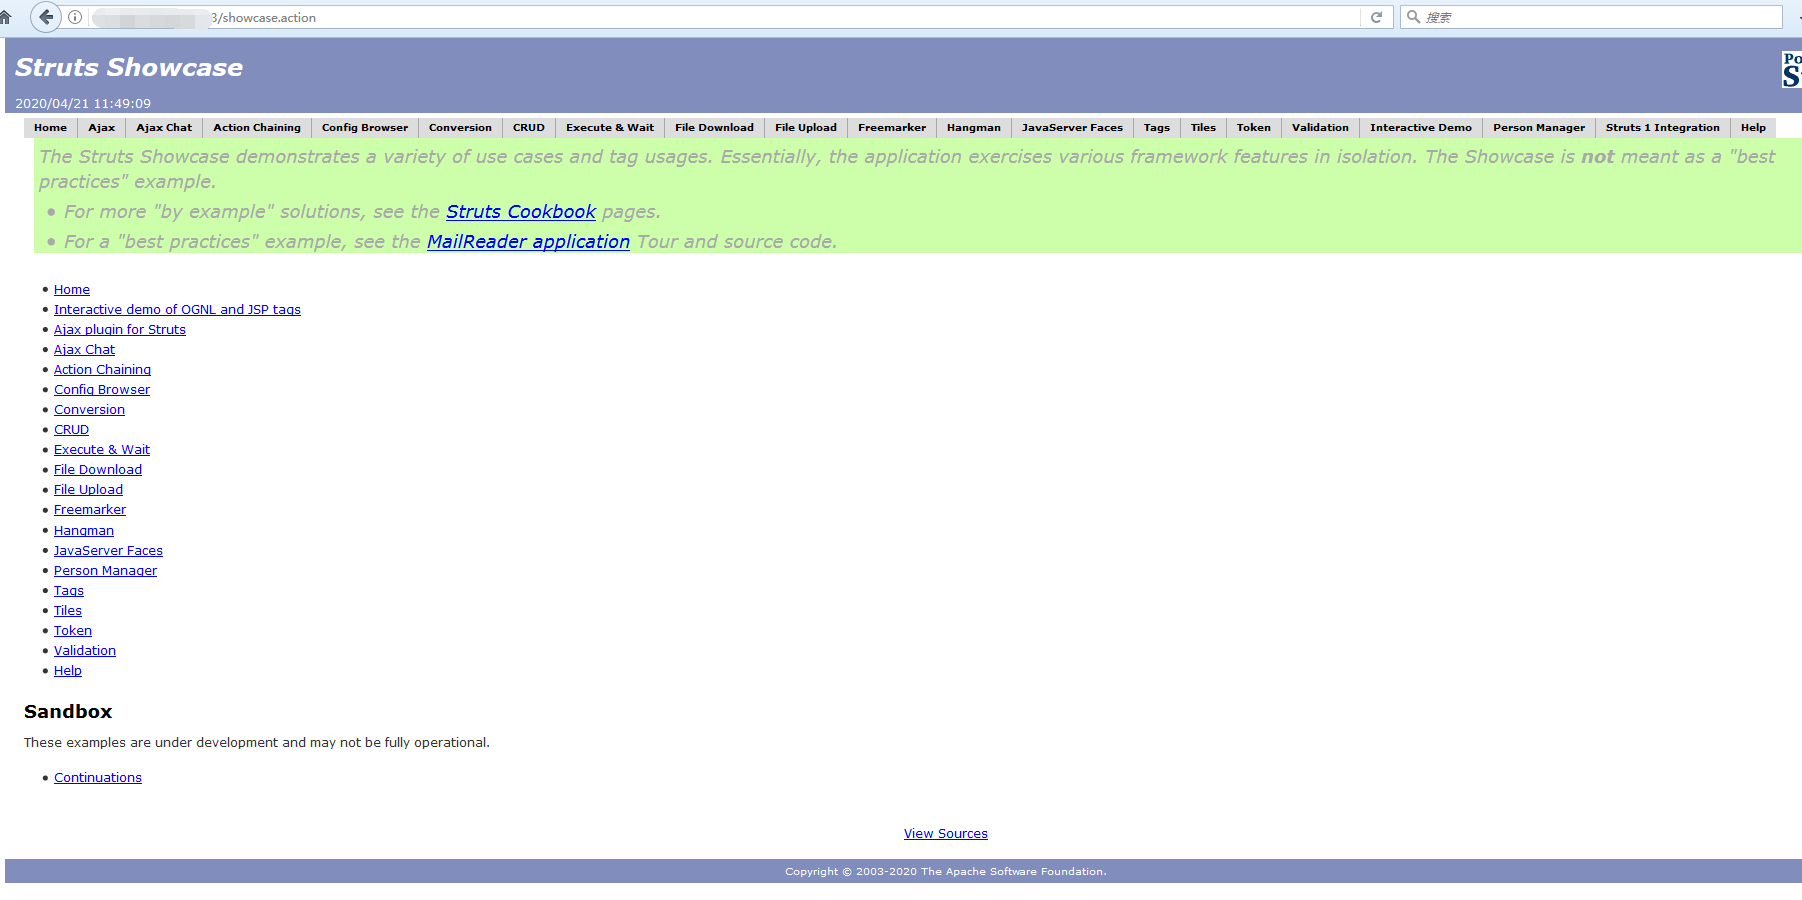 3/showcase.action
搜索
Struts Showcase
2020/04/21 11:49:09
Home Ajax Ajax Chat Action Chaining Config Browser Conversion CRUD Execute & Wait File Download File Upload Freemarker Hangman JavaServer Faces Tags Tiles Token Validation Interactive Demo Person Manager Struts 1 Integration Help
The Struts Showcase demonstrates a variety of use cases and tag usages. Essentially, the application exercises various framework features in isolation. The Showcase is not meant as a "best
practices" example.
• For more "by example" solutions, see the Struts Cookbook pages.
• For a "best practices" example, see the MailReader application Tour and source code.
• Home
• Interactive demo of OGNL and JSP tags
• Ajax plugin for Struts
• Ajax Chat
• Action Chaining
• Config Browser
• Conversion
• CRUD
• Execute & Wait
• File Download
• File Upload
• Freemarker
• Hangman
• JavaServer Faces
• Person Manager
• Tags
• Tiles
• Token
• Validation
• Help
Sandbox
These examples are under development and may not be fully operational.
• Continuations
View Sources
Copyright © 2003-2020 The Apache Software Foundation.